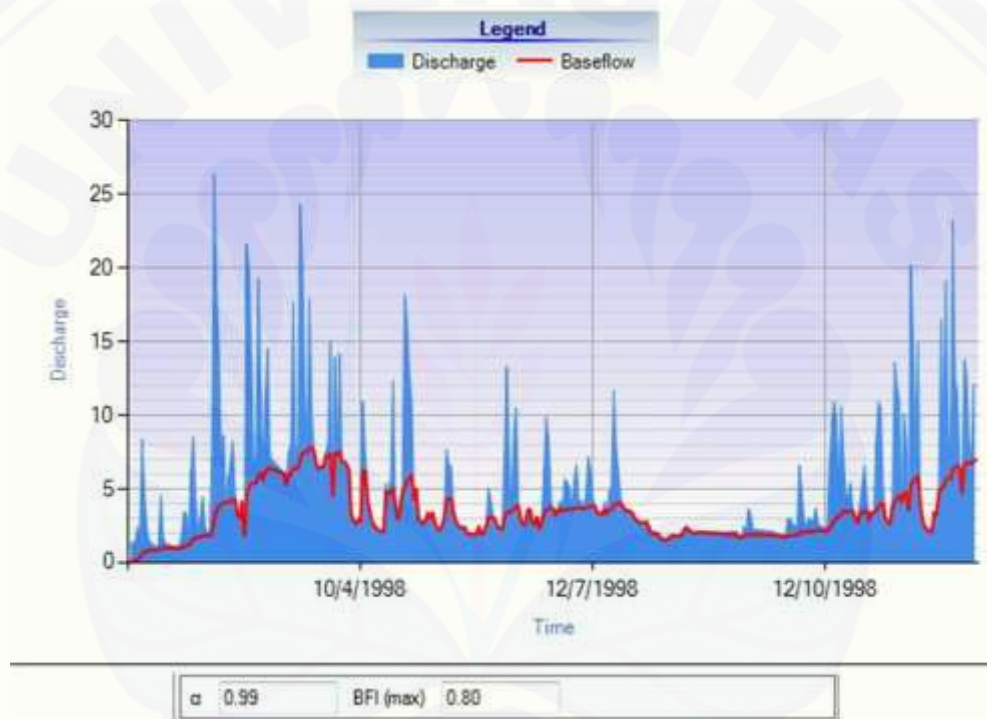 UNIVERSITAS
Legend
Discharge Baseflow
30
25
20
15
10
5
0
Discharge
10/4/1998 12/7/1998 12/10/1998
Time
α 0.99 BFI (max) 0.80